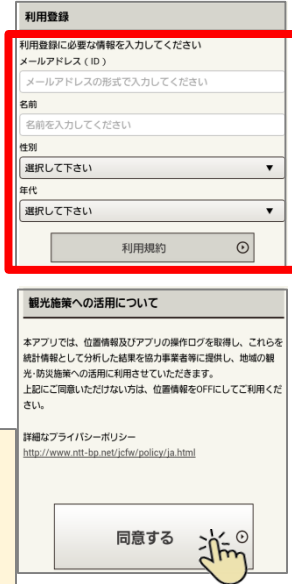 利用登録
利用登録に必要な情報を入力してください
メールアドレス（ID）
メールアドレスの形式で入力してください
名前
名前を入力してください
性別
選択して下さい ▼
年代
選択して下さい ▼
利用規約
観光施策への活用について
本アプリでは、位置情報及びアプリの操作ログを取得し、これらを
統計情報として分析した結果を協力事業者等に提供し、地域の観
光・防災施策への活用に利用させていただきます。
上記にご同意いただけない方は、位置情報をOFFにしてご利用くだ
さい。
詳細なプライバシーポリシー
http://www.ntt-bp.net/jcfw/policy/ja.html
同意する